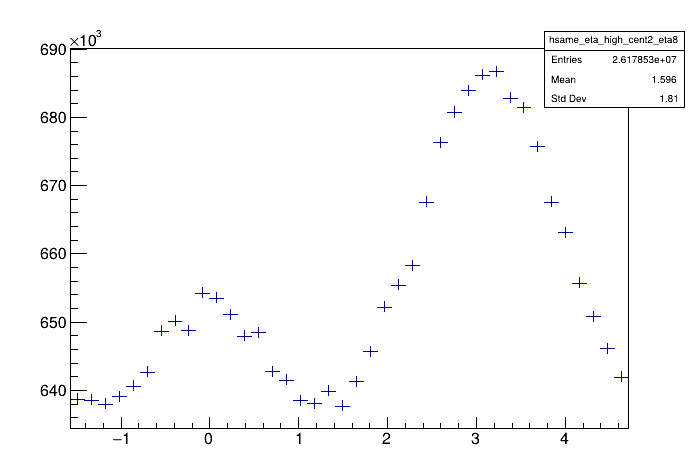 ×10³
hsame_eta_high_cent2_eta8
Entries 2.617853e+07
Mean 1.596
Std Dev 1.81
690
680
670
660
650
640
−1 0 1 2 3 4